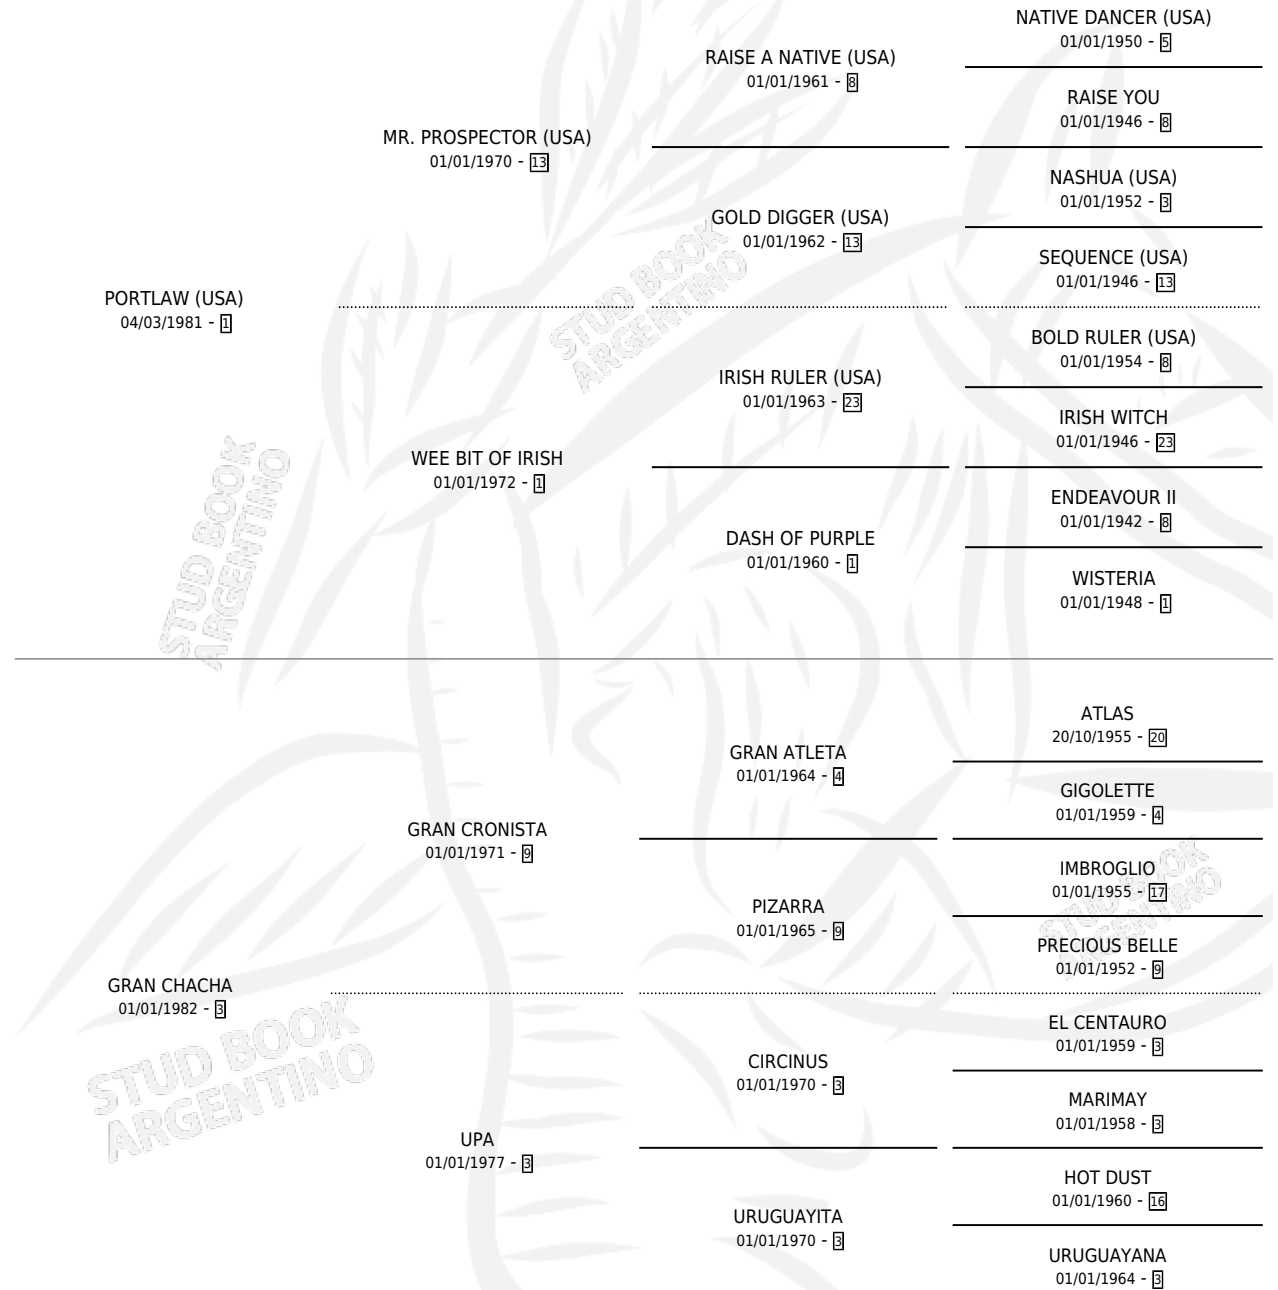 NATIVE DANCER (USA)
01/01/1950 - 5
RAISE A NATIVE (USA)
01/01/1961 - 8
RAISE YOU
01/01/1946 - 8
MR. PROSPECTOR (USA)
01/01/1970 - 13
NASHUA (USA)
01/01/1952 - 3
GOLD DIGGER (USA)
01/01/1962 - 13
SEQUENCE (USA)
01/01/1946 - 13
PORTLAW (USA)
04/03/1981 - 1
BOLD RULER (USA)
01/01/1954 - 8
IRISH RULER (USA)
01/01/1963 - 23
IRISH WITCH
01/01/1946 - 23
WEE BIT OF IRISH
01/01/1972 - 1
ENDEAVOUR II
01/01/1942 - 8
DASH OF PURPLE
01/01/1960 - 1
WISTERIA
01/01/1948 - 1
ATLAS
20/10/1955 - 20
GRAN ATLETA
01/01/1964 - 4
GIGOLETTE
01/01/1959 - 4
GRAN CRONISTA
01/01/1971 - 9
IMBROGLIO
01/01/1955 - 17
PIZARRA
01/01/1965 - 9
PRECIOUS BELLE
01/01/1952 - 9
GRAN CHACHA
01/01/1982 - 3
EL CENTAURO
01/01/1959 - 3
CIRCINUS
01/01/1970 - 3
MARIMAY
01/01/1958 - 3
UPA
01/01/1977 - 3
HOT DUST
01/01/1960 - 16
URUGUAYITA
01/01/1970 - 3
URUGUAYANA
01/01/1964 - 3
STUD BOOK
ARGENTINO
STUD BOOK
ARGENTINO
STUD BOOK
ARGENTINO
STUD BOOK
ARGENTINO